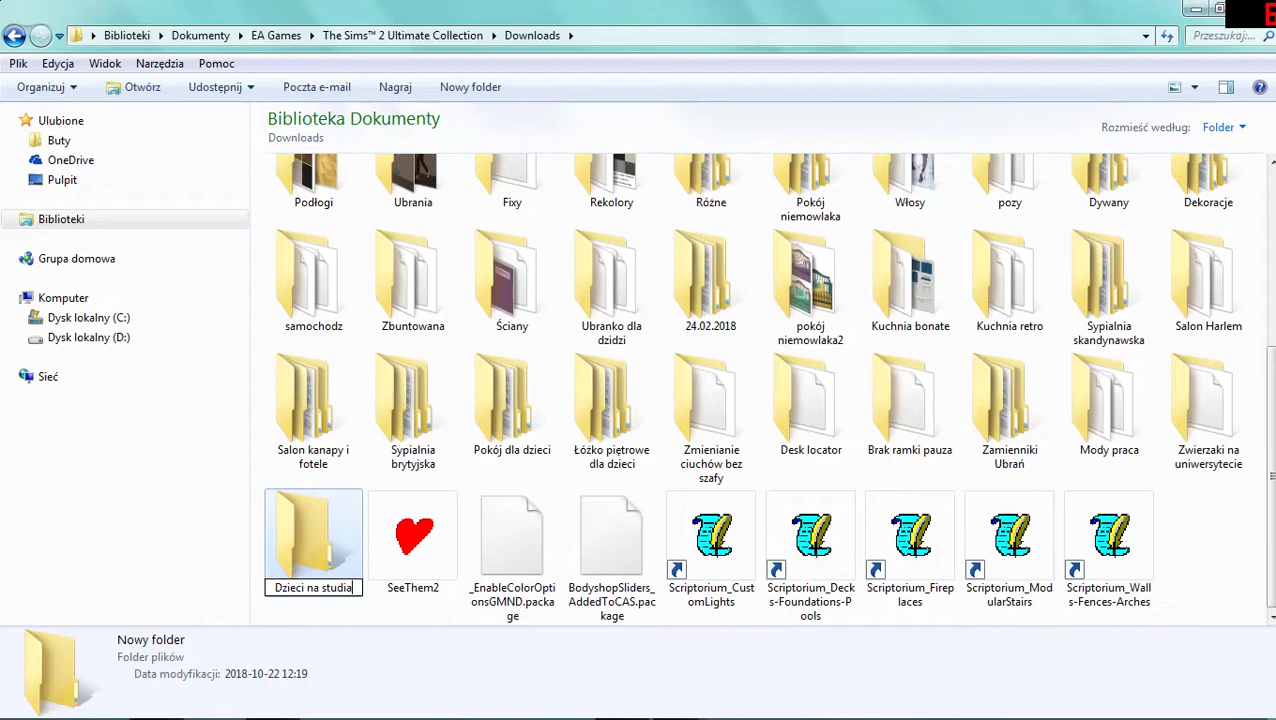 Biblioteki Dokumenty EA Games The Sims™ 2 Ultimate Collection Downloads
Przeszukaj...
Plik Edycja Widok Narzędzia Pomoc
Organizuj Otwórz Udostępnij Poczta e-mail Nagraj Nowy folder
Ulubione
Buty
OneDrive
Pulpit
Biblioteki
Grupa domowa
Komputer
Dysk lokalny (C:)
Dysk lokalny (D:)
Sieć
Biblioteka Dokumenty
Downloads
Rozmieść według: Folder
Podłogi Ubrania Fixy Rekolory Różne Pokój Włosy pozy Dywany Dekoracje
niemowlaka
samochodz Zbuntowana Ściany Ubranko dla 24.02.2018 pokój Kuchnia bonate Kuchnia retro Sypialnia Salon Harlem
dzidzi niemowlaka2 skandynawska
Salon kanapy i Sypialnia Pokój dla dzieci Łóżko piętrowe Zmienianie Desk locator Brak ramki pauza Zamienniki Mody praca Zwierzaki na
fotele brytyjska dla dzieci ciuchów bez Ubrań uniwersytecie
szafy
Dzieci na studia SeeThem2 _EnableColorOpti BodyshopSliders_ Scriptorium_Cust Scriptorium_Deck Scriptorium_Firep Scriptorium_Mod Scriptorium_Wall
onsGMND.packa AddedToCAS.pac omLights s-Foundations-P laces ularStairs s-Fences-Arches
ge kage ools
Nowy folder
Folder plików
Data modyfikacji: 2018-10-22 12:19